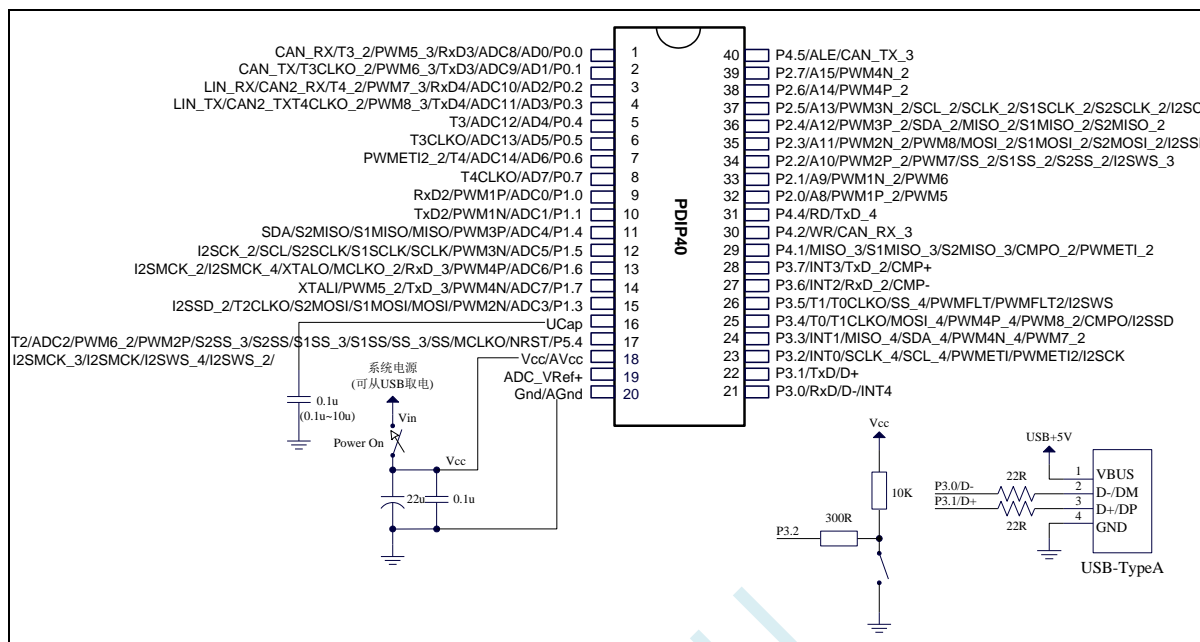 CAN_RX/T3_2/PWM5_3/RxD3/ADC8/AD0/P0.0
CAN_TX/T3CLKO_2/PWM6_3/TxD3/ADC9/AD1/P0.1
LIN_RX/CAN2_RX/T4_2/PWM7_3/RxD4/ADC10/AD2/P0.2
LIN_TX/CAN2_TXT4CLKO_2/PWM8_3/TxD4/ADC11/AD3/P0.3
T3/ADC12/AD4/P0.4
T3CLKO/ADC13/AD5/P0.5
PWMETI2_2/T4/ADC14/AD6/P0.6
T4CLKO/AD7/P0.7
RxD2/PWM1P/ADC0/P1.0
TxD2/PWM1N/ADC1/P1.1
SDA/S2MISO/S1MISO/MISO/PWM3P/ADC4/P1.4
I2SCK_2/SCL/S2SCLK/S1SCLK/SCLK/PWM3N/ADC5/P1.5
I2SMCK_2/I2SMCK_4/XTALO/MCLKO_2/RxD_3/PWM4P/ADC6/P1.6
XTALI/PWM5_2/TxD_3/PWM4N/ADC7/P1.7
I2SSD_2/T2CLKO/S2MOSI/S1MOSI/MOSI/PWM2N/ADC3/P1.3
UCap
T2/ADC2/PWM6_2/PWM2P/S2SS_3/S2SS/S1SS_3/S1SS/SS_3/SS/MCLKO/NRST/P5.4
I2SMCK_3/I2SMCK/I2SWS_4/I2SWS_2/
Vcc/AVcc
ADC_VRef+
Gnd/AGnd
1
2
3
4
5
6
7
8
9
10
11
12
13
14
15
16
17
18
19
20
PDIP40
40
39
38
37
36
35
34
33
32
31
30
29
28
27
26
25
24
23
22
21
P4.5/ALE/CAN_TX_3
P2.7/A15/PWM4N_2
P2.6/A14/PWM4P_2
P2.5/A13/PWM3N_2/SCL_2/SCLK_2/S1SCLK_2/S2SCLK_2/I2SC
P2.4/A12/PWM3P_2/SDA_2/MISO_2/S1MISO_2/S2MISO_2
P2.3/A11/PWM2N_2/PWM8/MOSI_2/S1MOSI_2/S2MOSI_2/I2SSI
P2.2/A10/PWM2P_2/PWM7/SS_2/S1SS_2/S2SS_2/I2SWS_3
P2.1/A9/PWM1N_2/PWM6
P2.0/A8/PWM1P_2/PWM5
P4.4/RD/TxD_4
P4.2/WR/CAN_RX_3
P4.1/MISO_3/S1MISO_3/S2MISO_3/CMPO_2/PWMETI_2
P3.7/INT3/TxD_2/CMP+
P3.6/INT2/RxD_2/CMP-
P3.5/T1/T0CLKO/SS_4/PWMFLT/PWMFLT2/I2SWS
P3.4/T0/T1CLKO/MOSI_4/PWM4P_4/PWM8_2/CMPO/I2SSD
P3.3/INT1/MISO_4/SDA_4/PWM4N_4/PWM7_2
P3.2/INT0/SCLK_4/SCL_4/PWMETI/PWMETI2/I2SCK
P3.1/TxD/D+
P3.0/RxD/D-/INT4
0.1u
(0.1u~10u)
系统电源
(可从USB取电)
Vin
Power On
Vcc
22u
0.1u
Vcc
10K
300R
P3.2
USB+5V
P3.0/D-
P3.1/D+
22R
22R
1
2
3
4
VBUS
D-/DM
D+/DP
GND
USB-TypeA